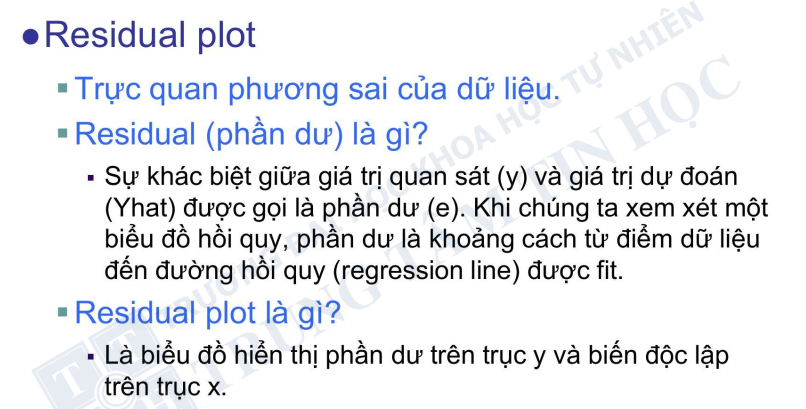 ●Residual plot
▪Trực quan phương sai của dữ liệu.
▪Residual (phần dư) là gì?
▪ Sự khác biệt giữa giá trị quan sát (y) và giá trị dự đoán
(Yhat) được gọi là phần dư (e). Khi chúng ta xem xét một
biểu đồ hồi quy, phần dư là khoảng cách từ điểm dữ liệu
đến đường hồi quy (regression line) được fit.
▪Residual plot là gì?
▪ Là biểu đồ hiển thị phần dư trên trục y và biến độc lập
trên trục x.
TRƯỜNG ĐẠI HỌC KHOA HỌC TỰ NHIÊN
TRUNG TÂM TIN HỌC